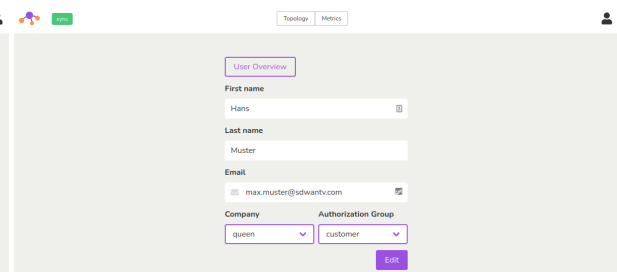 sync
Topology Metrics
User Overview
First name
Hans
Last name
Muster
Email
max.muster@sdwantv.com
Company Authorization Group
queen customer
Edit